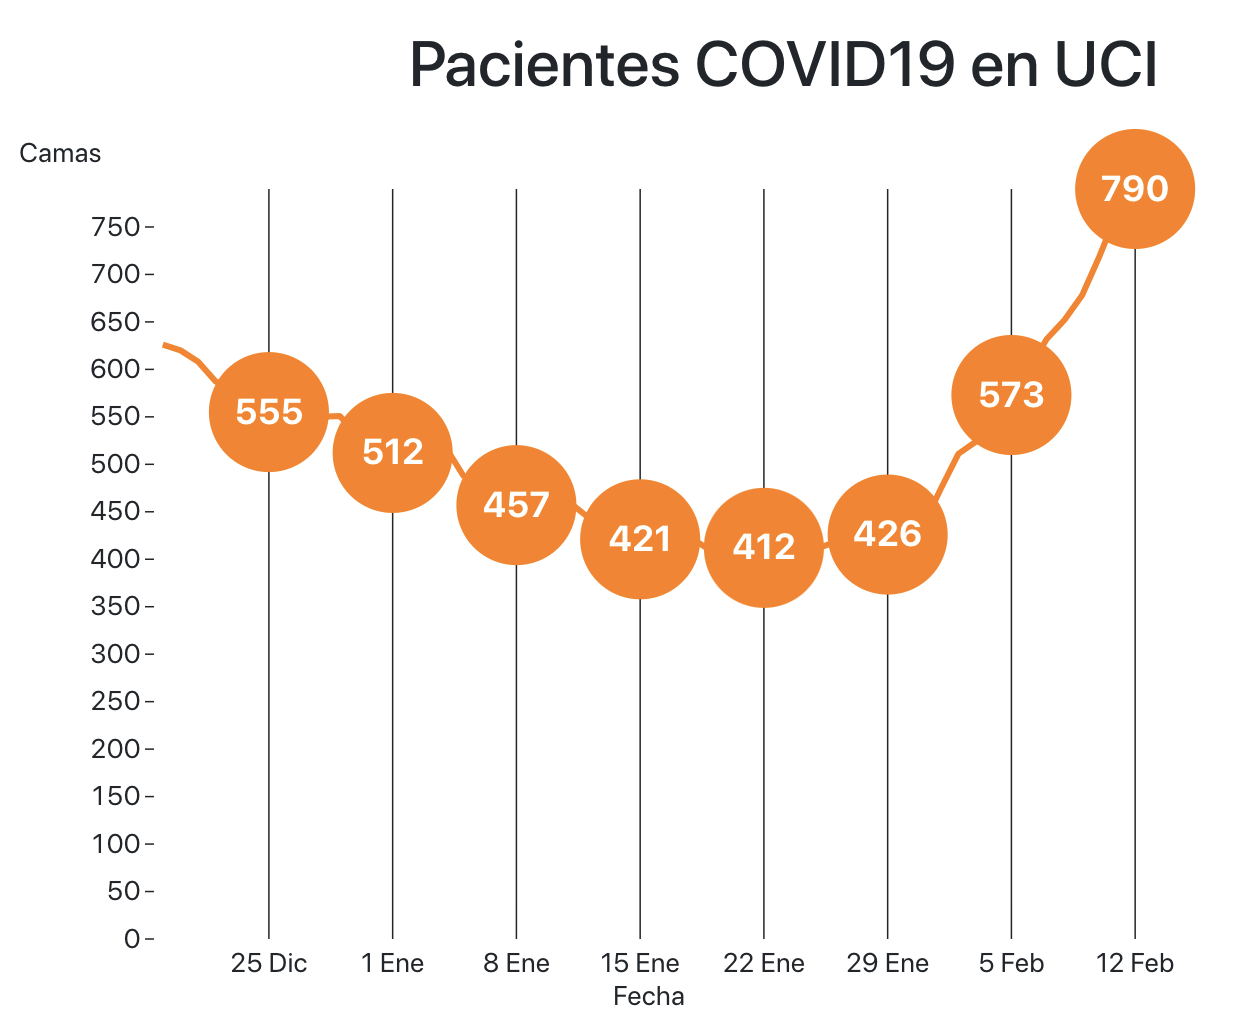 Pacientes COVID19 en UCI
Camas
750
700
650
600
550
500
450
400
350
300
250
200
150
100
50
0
555
512
457
421
412
426
573
790
25 Dic
1 Ene
8 Ene
15 Ene
22 Ene
29 Ene
5 Feb
12 Feb
Fecha